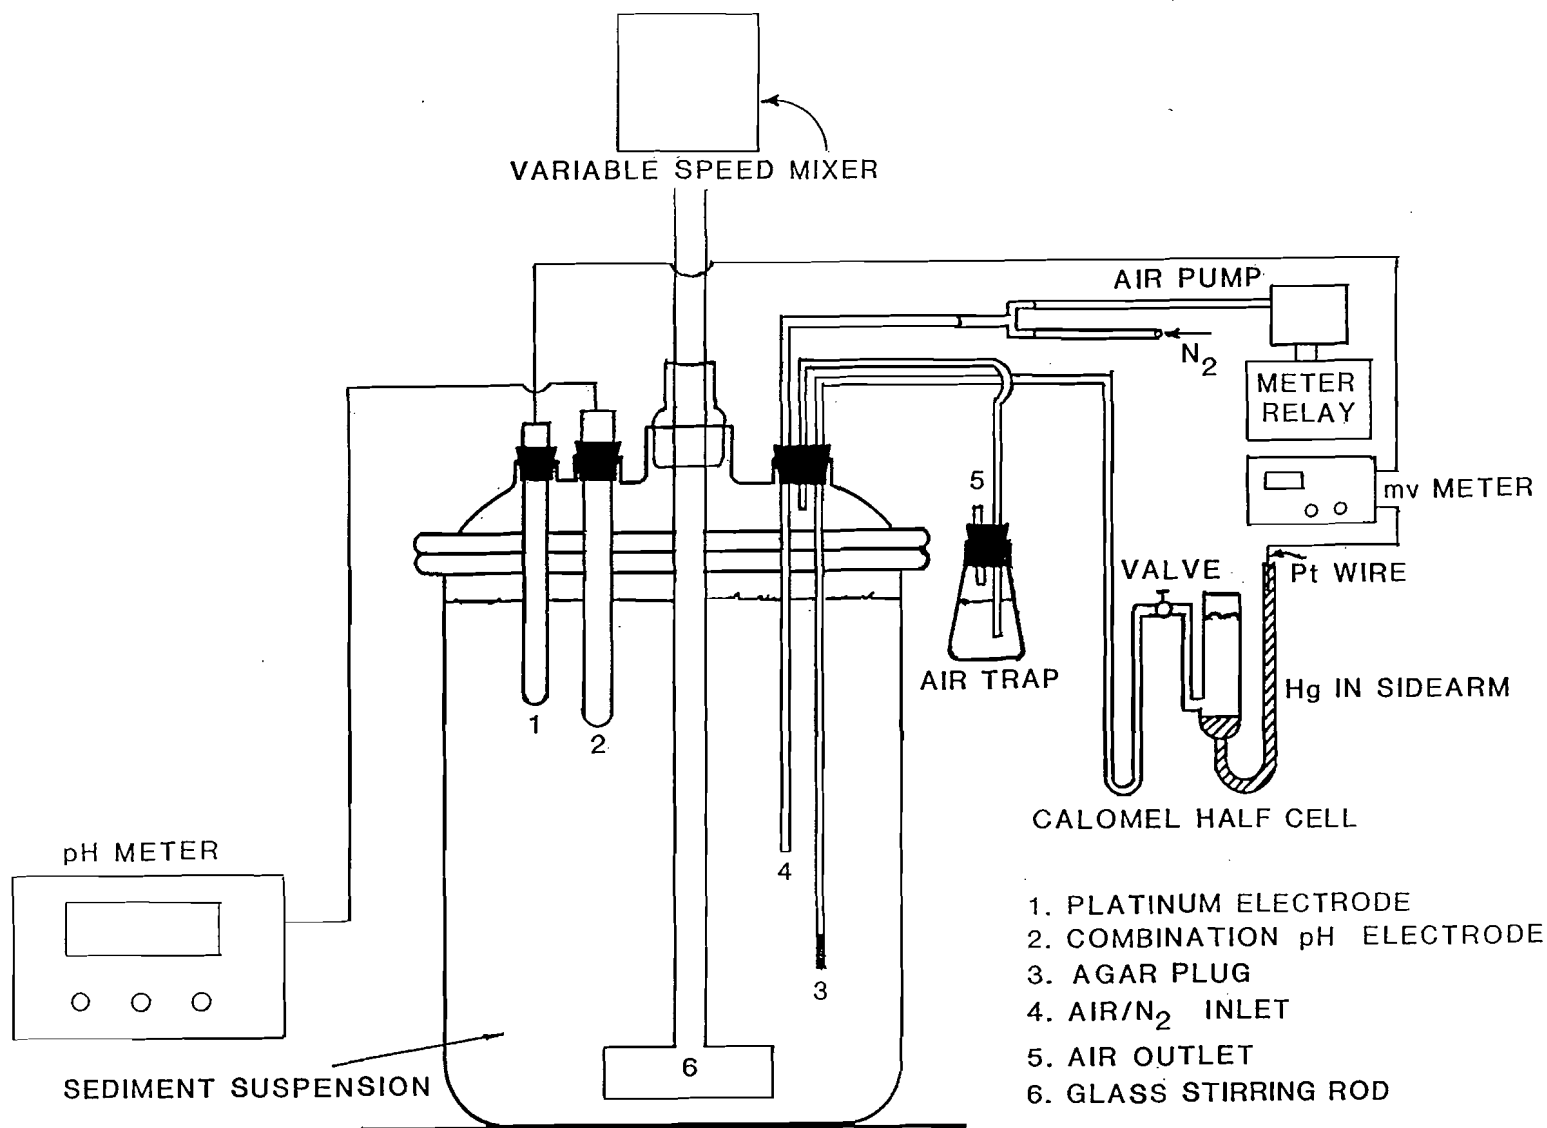 VARIABLE SPEED MIXER
AIR PUMP
N2
METER
RELAY
5
mv METER
VALVE
Pt WIRE
AIR TRAP
Hg IN SIDEARM
1
2
CALOMEL HALF CELL
pH METER
4
3
6
SEDIMENT SUSPENSION
1. PLATINUM ELECTRODE
2. COMBINATION pH ELECTRODE
3. AGAR PLUG
4. AIR/N2 INLET
5. AIR OUTLET
6. GLASS STIRRING ROD